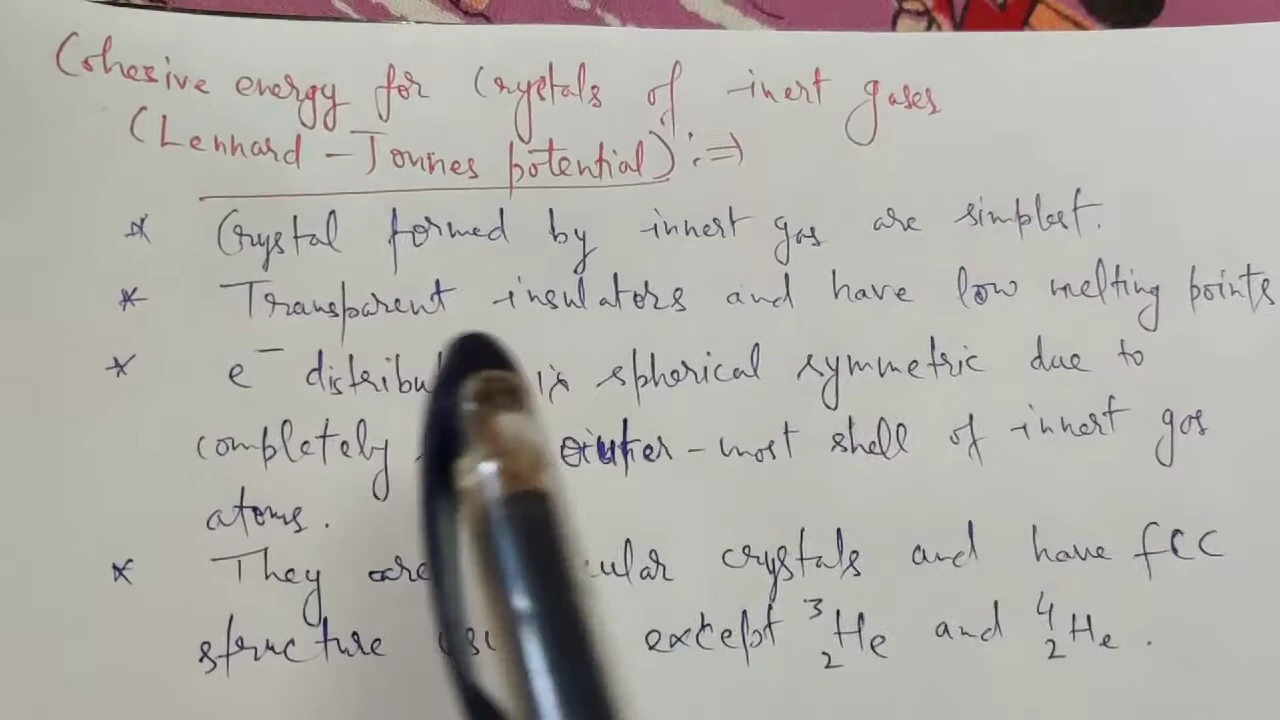 Cohesive energy for Crystals of inert gases
(Lennard - Jonnes potential) :⇒
* Crystal formed by innert gas are simplest.
* Transparent insulators and have low melting points
* e⁻ distribu is spherical symmetric due to
completely outer-most shell of innert gas
atoms.
* They are ular crystals and have fCC
structure except ³₂He and ⁴₂He.